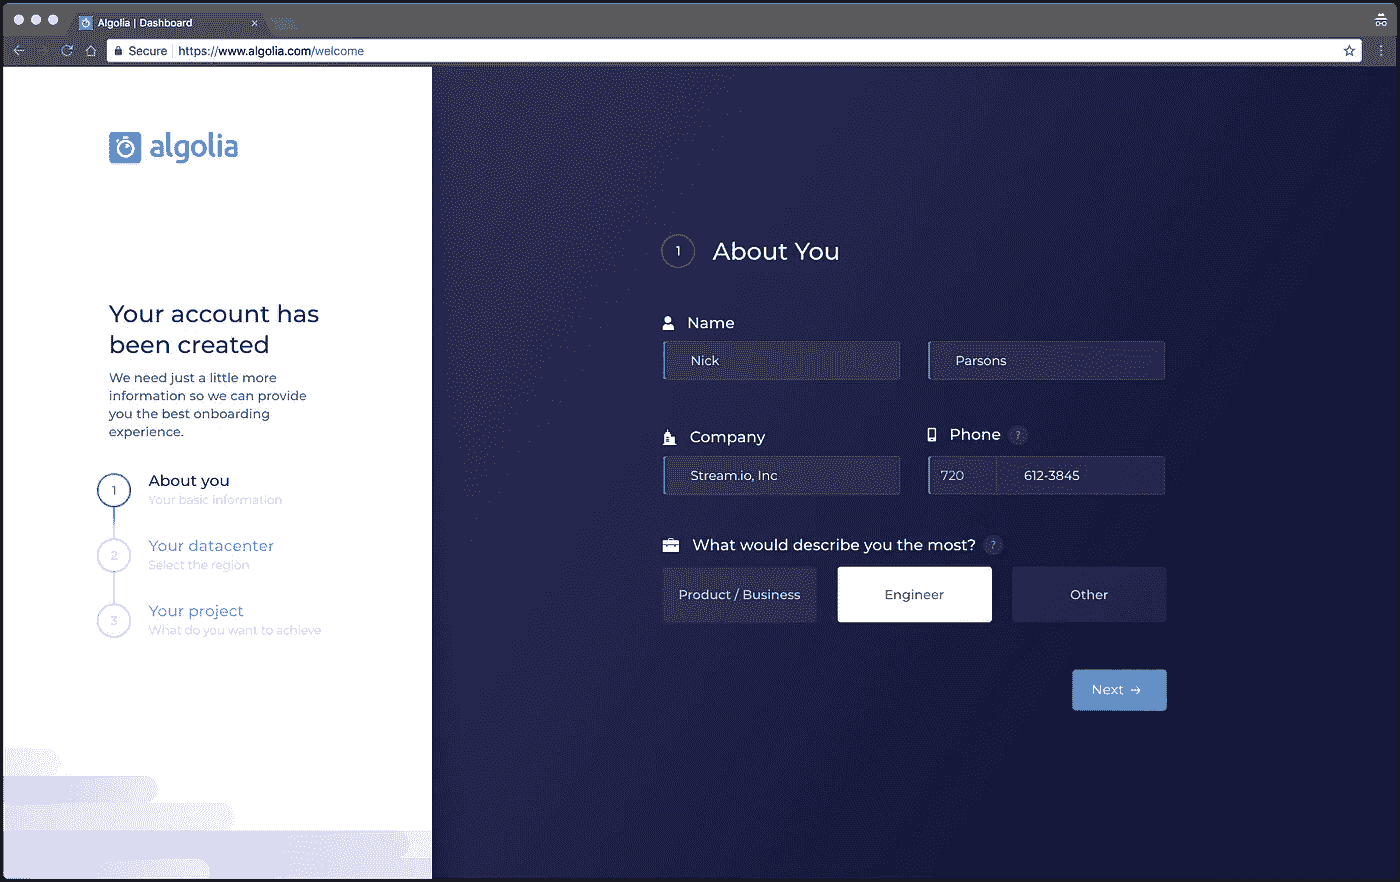 Algolia | Dashboard
Secure https://www.algolia.com/welcome
algolia
Your account has
been created
We need just a little more
information so we can provide
you the best onboarding
experience.
1
About you
Your basic information
2
Your datacenter
Select the region
3
Your project
What do you want to achieve
1 About You
Name
Nick
Parsons
Company
Phone ?
Stream.io, Inc
720 612-3845
What would describe you the most? ?
Product / Business
Engineer
Other
Next →